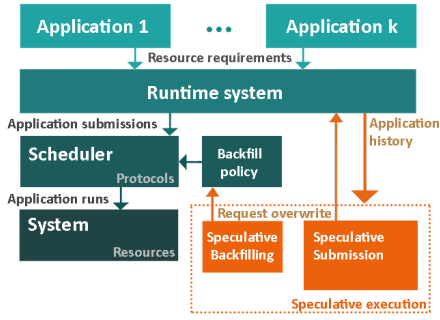 Application 1 ... Application k
Resource requirements
Runtime system
Application submissions
Application
history
Scheduler
Protocols
Backfill
policy
Application runs
Request overwrite
System
Resources
Speculative
Backfilling
Speculative
Submission
Speculative execution